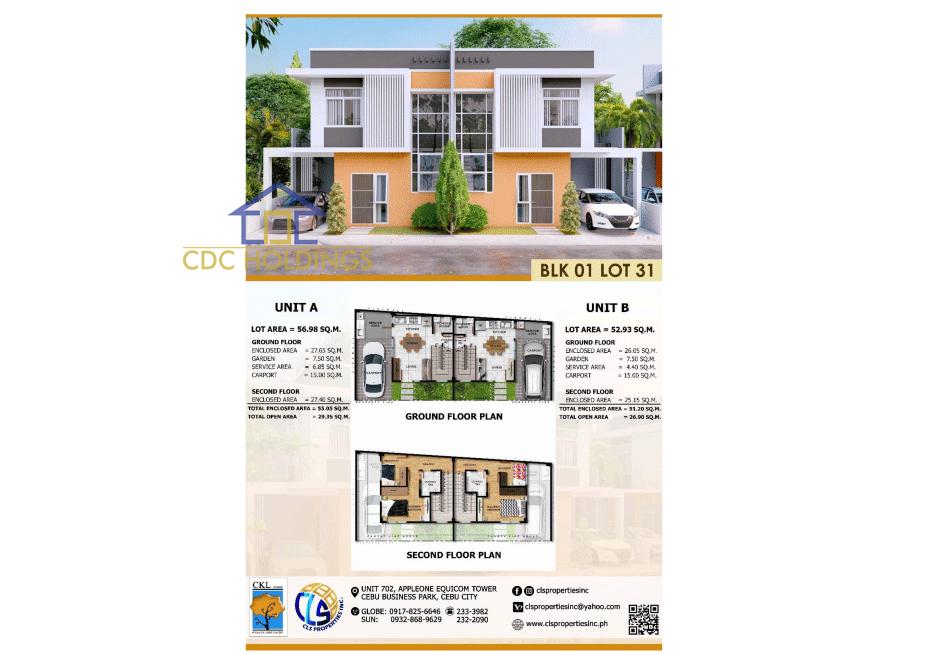 CDC HOLDINGS
BLK 01 LOT 31
UNIT A
LOT AREA = 56.98 SQ.M.
GROUND FLOOR
ENCLOSED AREA = 27.65 SQ.M.
GARDEN = 7.50 SQ.M.
SERVICE AREA = 6.85 SQ.M.
CARPORT = 15.00 SQ.M.
SECOND FLOOR
ENCLOSED AREA = 27.40 SQ.M.
TOTAL ENCLOSED AREA = 55.05 SQ.M.
TOTAL OPEN AREA = 29.35 SQ.M.
UNIT B
LOT AREA = 52.93 SQ.M.
GROUND FLOOR
ENCLOSED AREA = 26.05 SQ.M.
GARDEN = 7.50 SQ.M.
SERVICE AREA = 4.40 SQ.M.
CARPORT = 15.00 SQ.M.
SECOND FLOOR
ENCLOSED AREA = 25.15 SQ.M.
TOTAL ENCLOSED AREA = 51.20 SQ.M.
TOTAL OPEN AREA = 26.90 SQ.M.
KITCHEN
KITCHEN
DINING
LIVING
CARPORT
CARPORT
GROUND FLOOR PLAN
SECOND FLOOR PLAN
CKL
CLS
CLS PROPERTIES INC.
UNIT 702, APPLEONE EQUICOM TOWER
CEBU BUSINESS PARK, CEBU CITY
GLOBE: 0917-825-6646 233-3982
SUN: 0932-868-9629 232-2090
clspropertiesinc
clspropertiesinc@yahoo.com
www.clspropertiesinc.ph